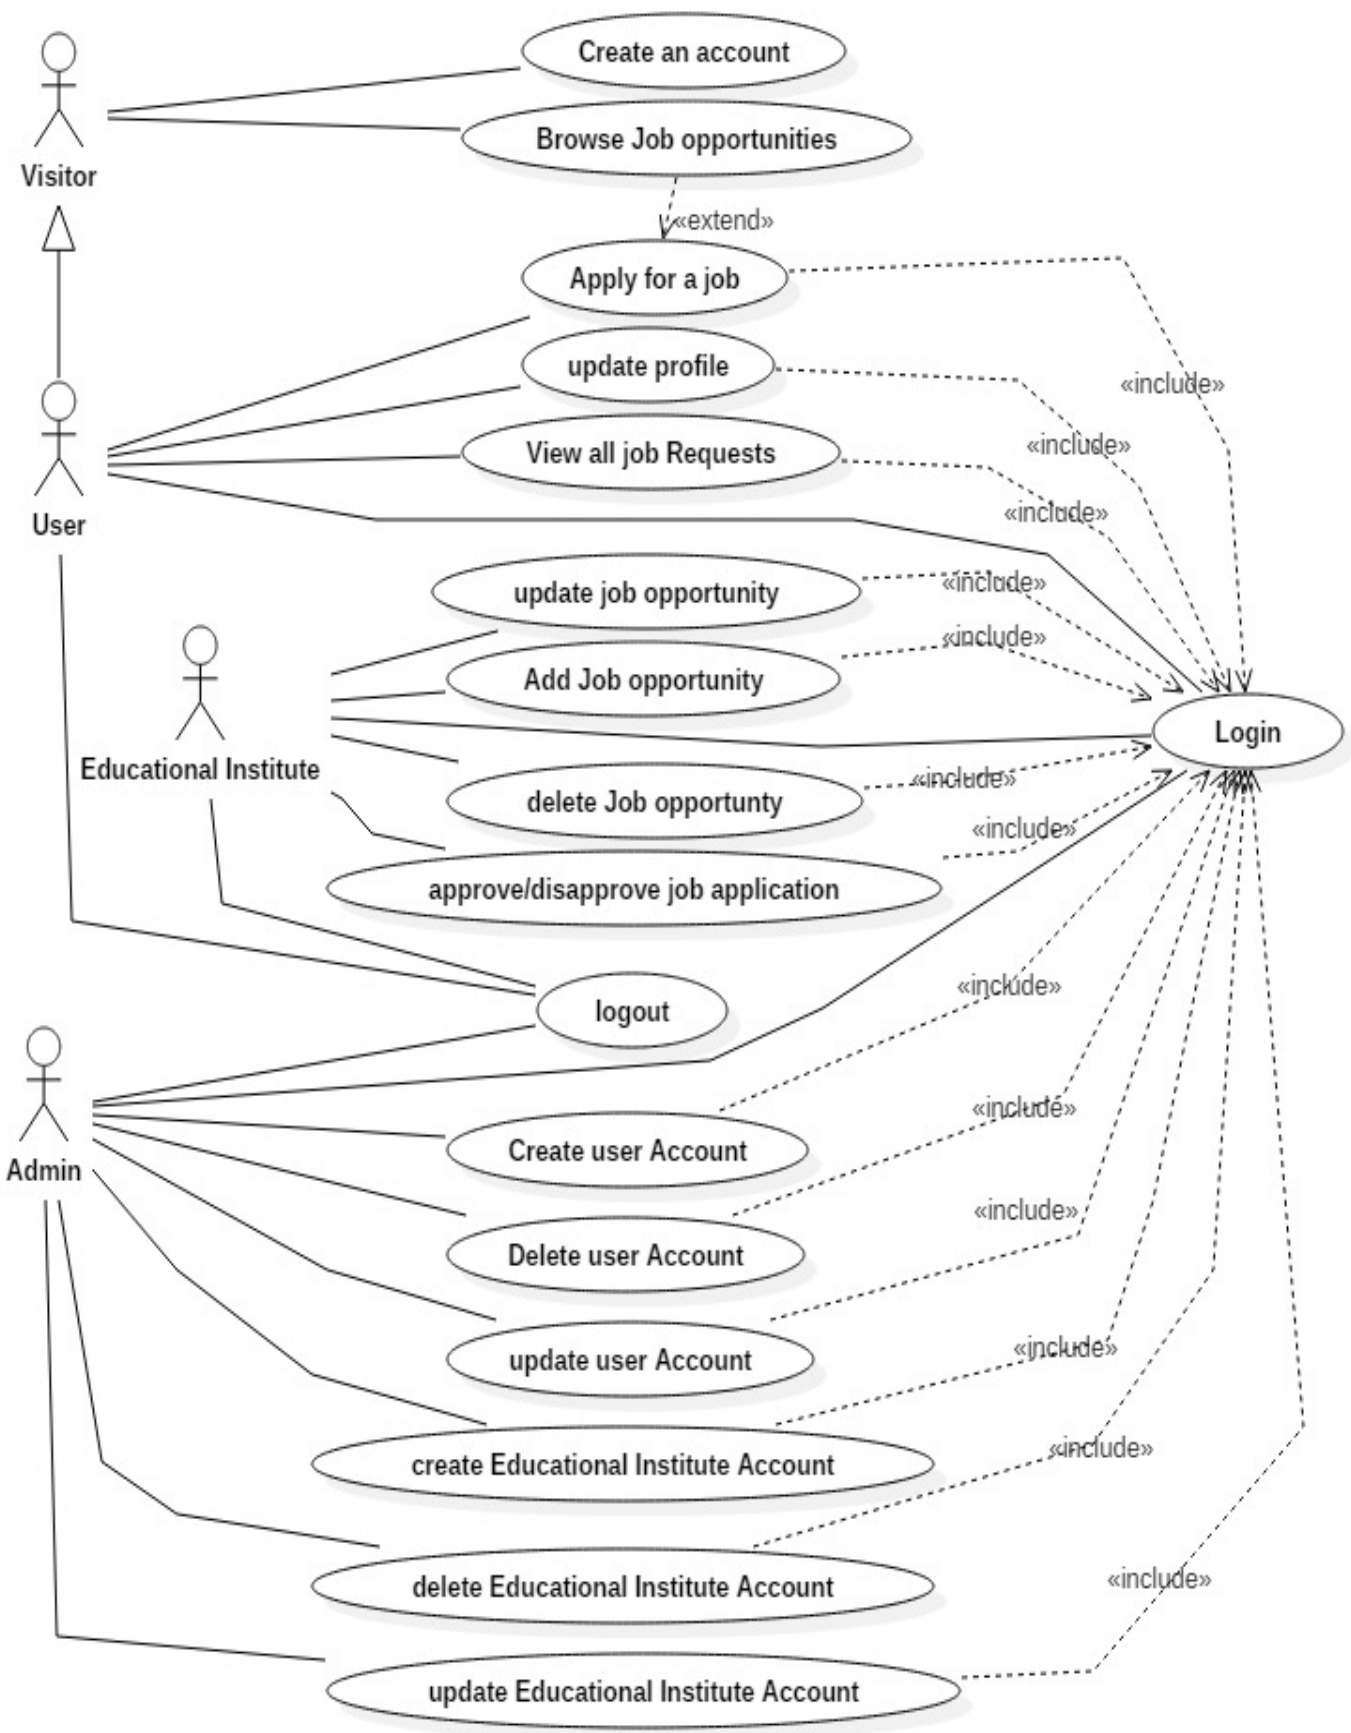 Create an account
Browse Job opportunities
Visitor
«extend»
Apply for a job
update profile
«include»
«include»
View all job Requests
«include»
User
update job opportunity
«include»
«include»
Add Job opportunity
Login
Educational Institute
«include»
delete Job opportunty
«include»
approve/disapprove job application
«include»
logout
«include»
Create user Account
Admin
«include»
Delete user Account
«include»
update user Account
«include»
create Educational Institute Account
«include»
delete Educational Institute Account
update Educational Institute Account